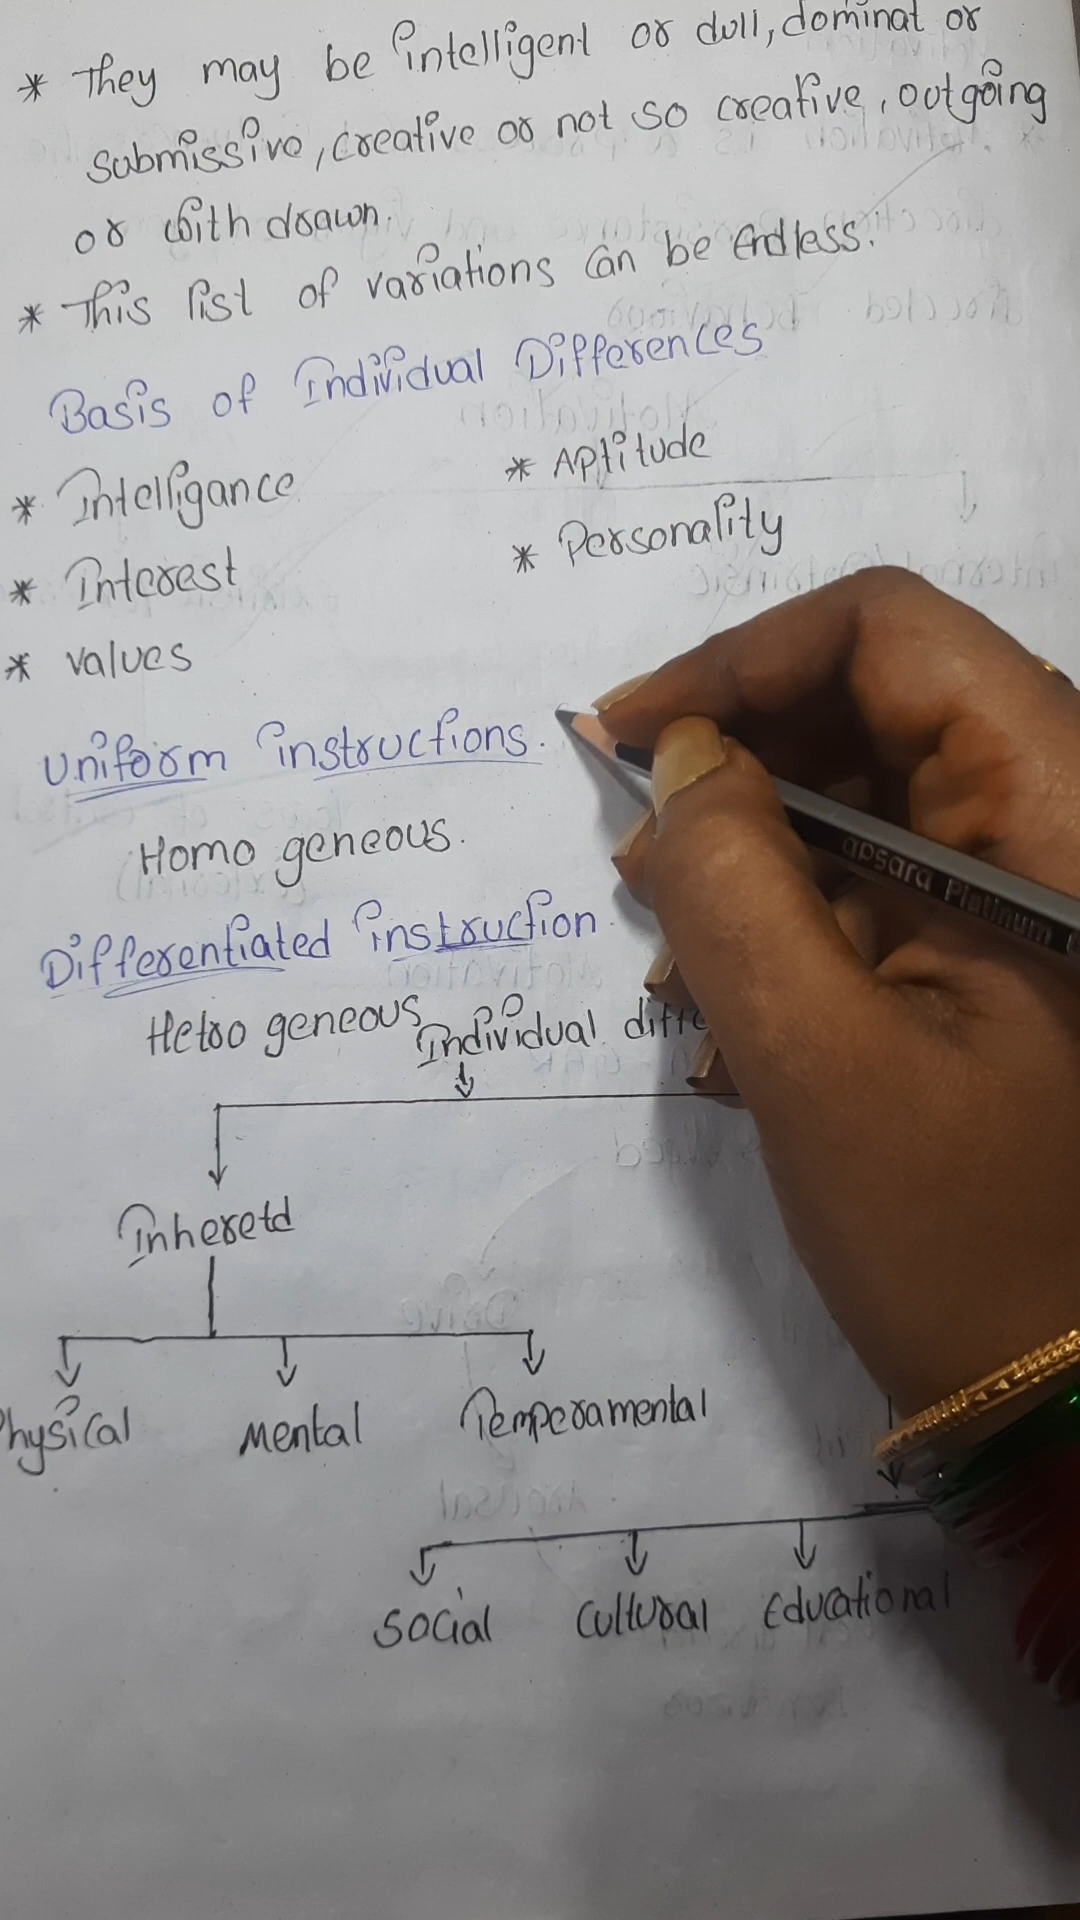 * They may be intelligent or dull, dominat or
submissive, creative or not so creative, outgoing
or with drawn.
* This list of variations can be Endless.
Basis of Individual Differences
* Intelligance
* Aptitude
* Interest
* Personality
* values
Uniform instructions.
Homo geneous.
Differentiated instruction.
Hetro geneous
Individual diffe
Inheretd
Physical
Mental
Temperamental
Social
Cultural
Educational
apsara Platinum